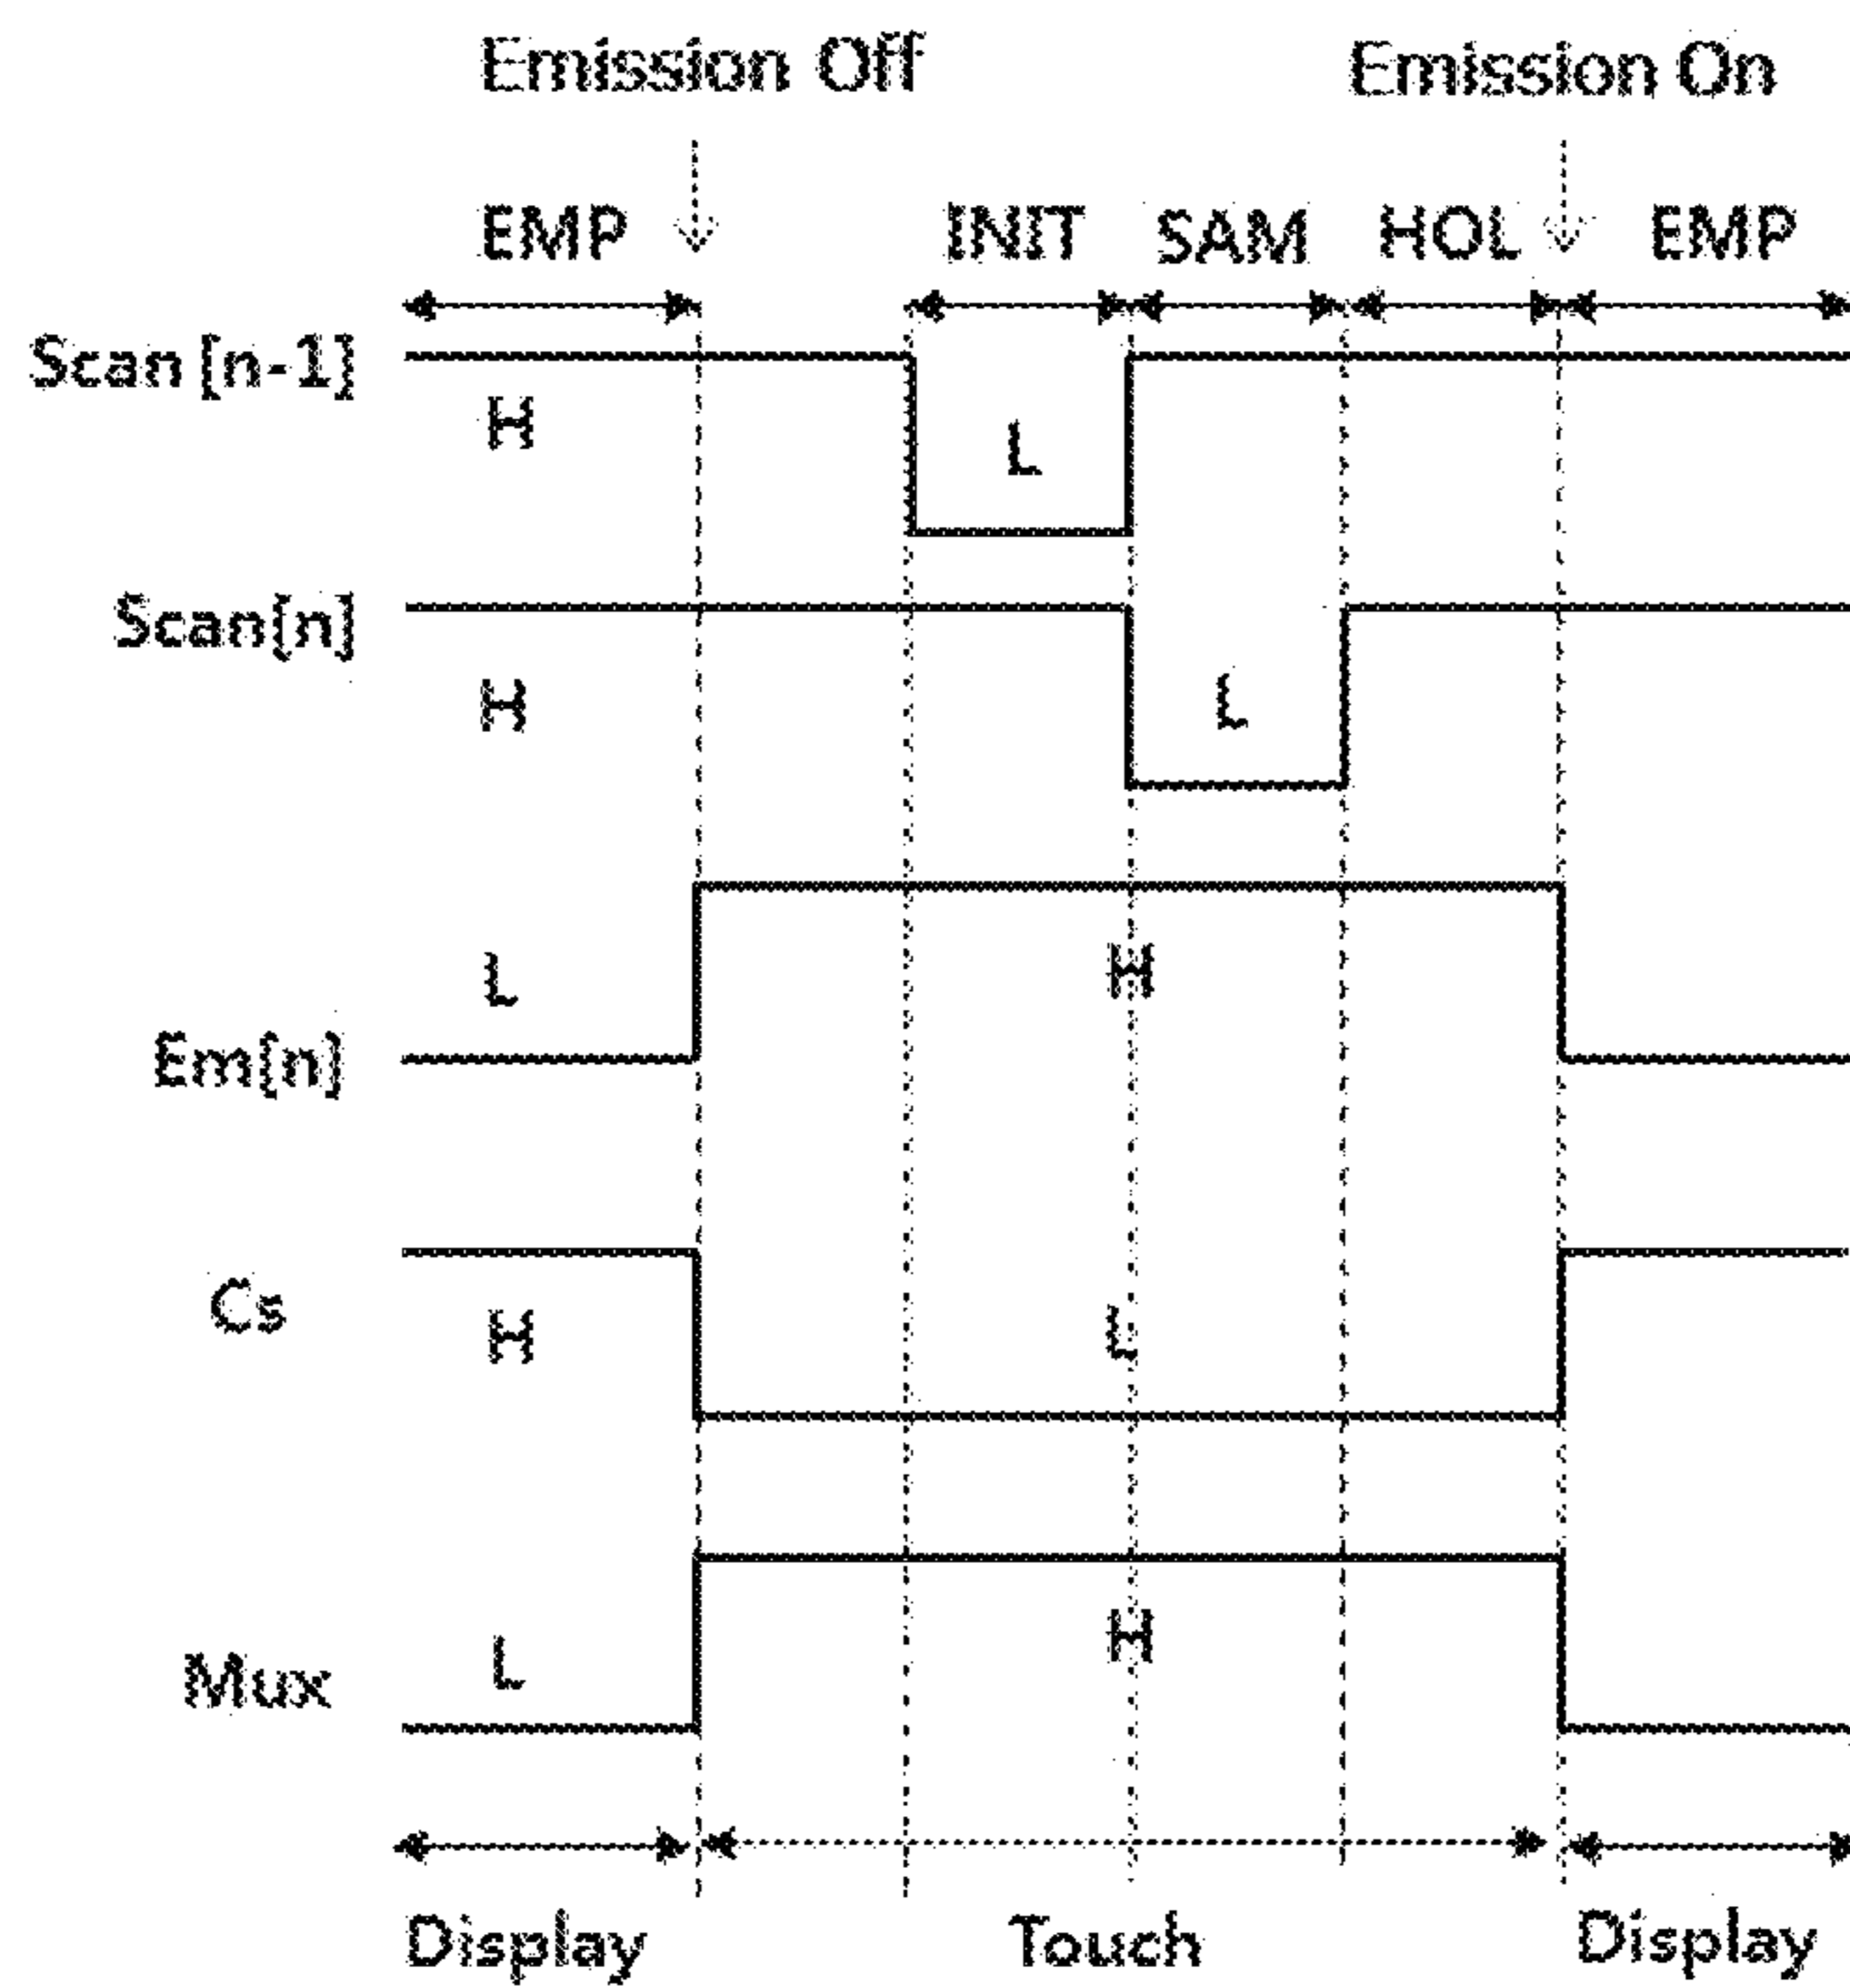 Emission Off Emission On
EMP INIT SAM HOL EMP
Scan [n-1]
H L
Scan[n]
H L
L H
Em[n]
Cs
H L
Mux L H
Display Touch Display